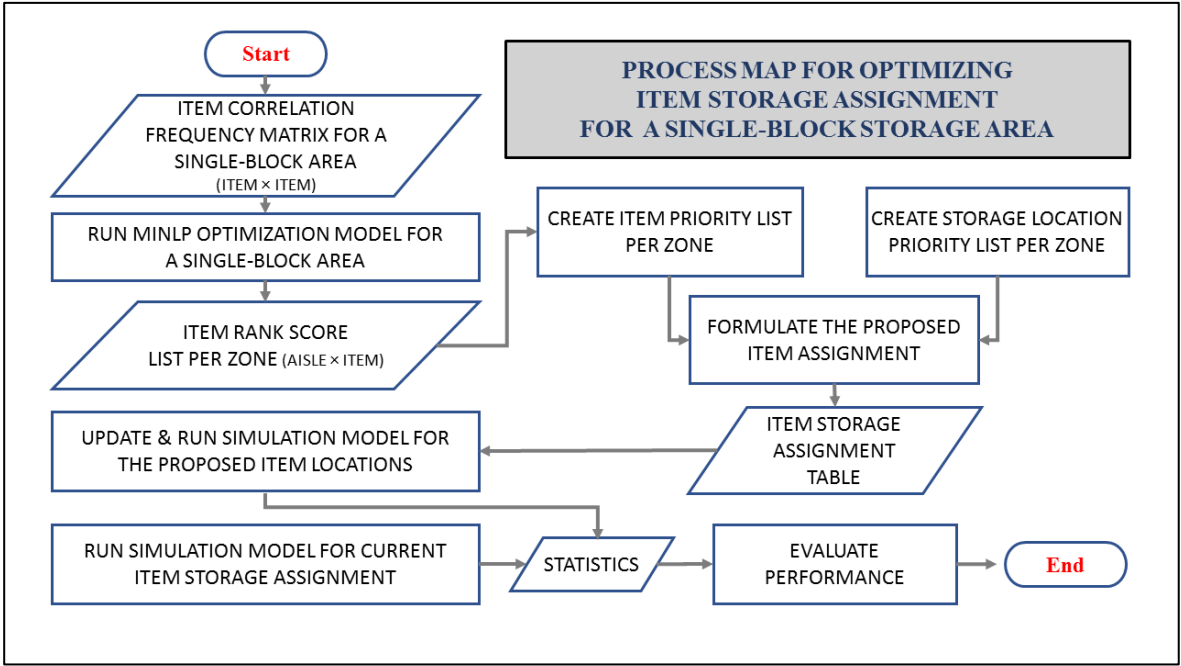 Start
PROCESS MAP FOR OPTIMIZING
ITEM STORAGE ASSIGNMENT
FOR A SINGLE-BLOCK STORAGE AREA
ITEM CORRELATION
FREQUENCY MATRIX FOR A
SINGLE-BLOCK AREA
(ITEM × ITEM)
RUN MINLP OPTIMIZATION MODEL FOR
A SINGLE-BLOCK AREA
ITEM RANK SCORE
LIST PER ZONE (AISLE × ITEM)
CREATE ITEM PRIORITY LIST
PER ZONE
CREATE STORAGE LOCATION
PRIORITY LIST PER ZONE
FORMULATE THE PROPOSED
ITEM ASSIGNMENT
ITEM STORAGE
ASSIGNMENT
TABLE
UPDATE & RUN SIMULATION MODEL FOR
THE PROPOSED ITEM LOCATIONS
RUN SIMULATION MODEL FOR CURRENT
ITEM STORAGE ASSIGNMENT
STATISTICS
EVALUATE
PERFORMANCE
End